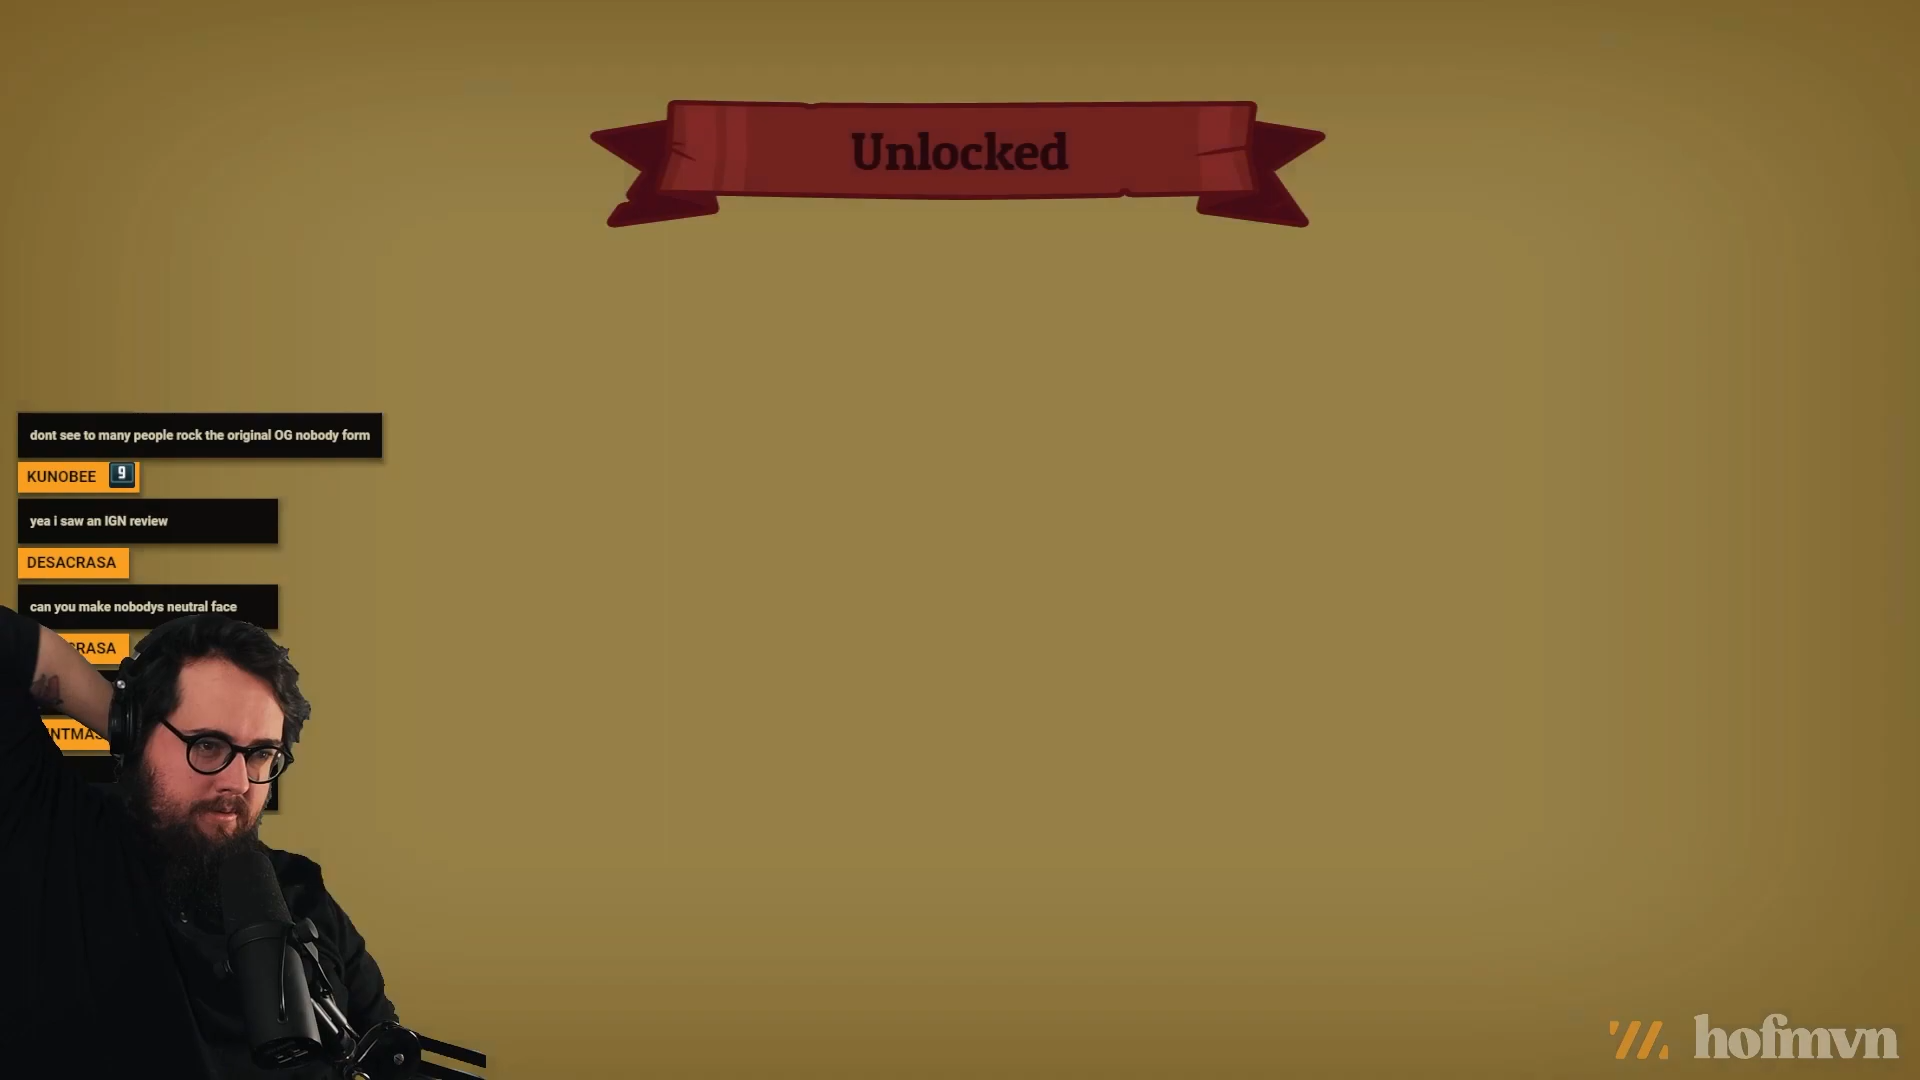 Unlocked
dont see to many people rock the original OG nobody form
KUNOBEE 9
yea i saw an IGN review
DESACRASA
can you make nobodys neutral face
hofmvn